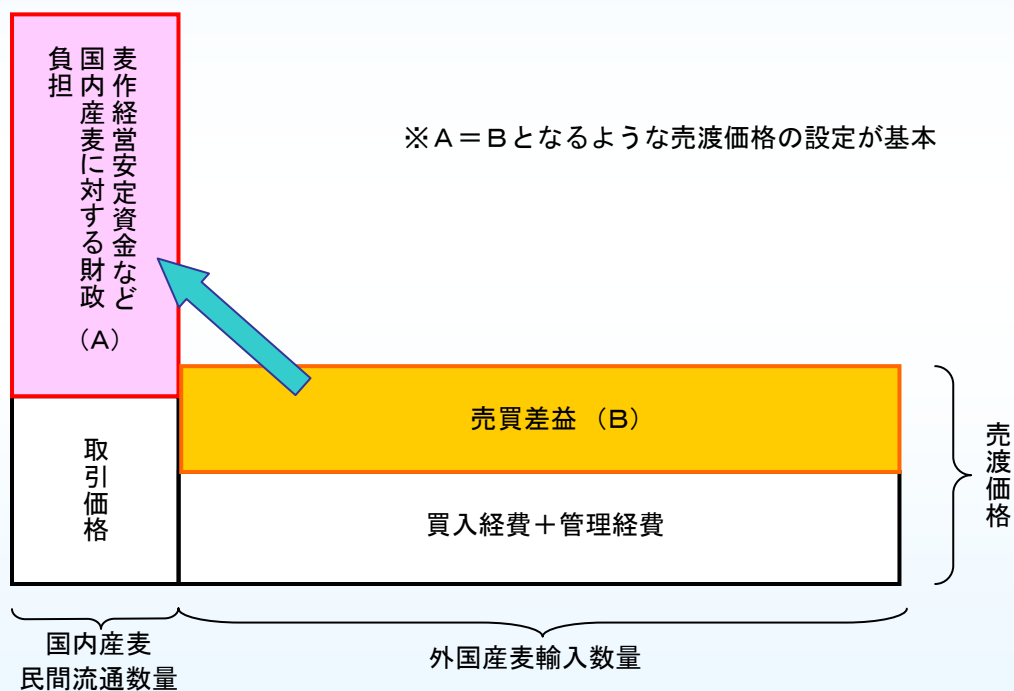 麦作経営安定資金など
国内産麦に対する財政
負担
（Ａ）
※Ａ＝Ｂとなるような売渡価格の設定が基本
売買差益 （Ｂ）
取引価格
買入経費＋管理経費
売渡価格
国内産麦
民間流通数量
外国産麦輸入数量